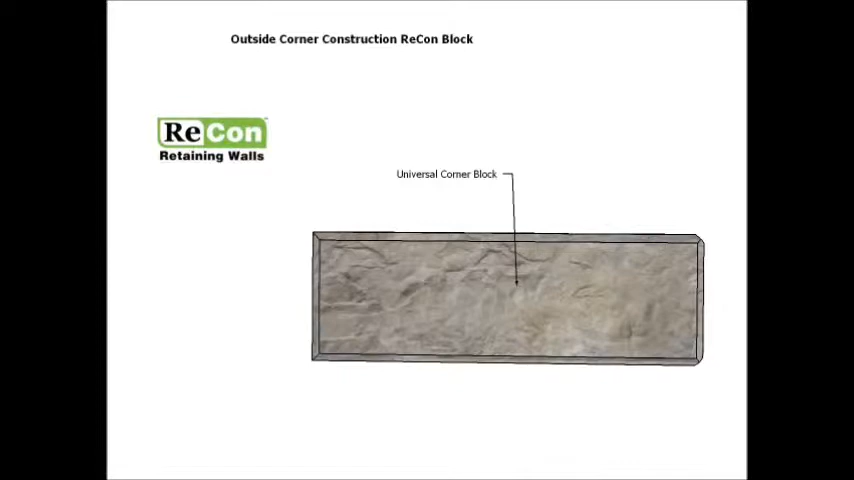 Outside Corner Construction ReCon Block
ReCon
Retaining Walls
Universal Corner Block